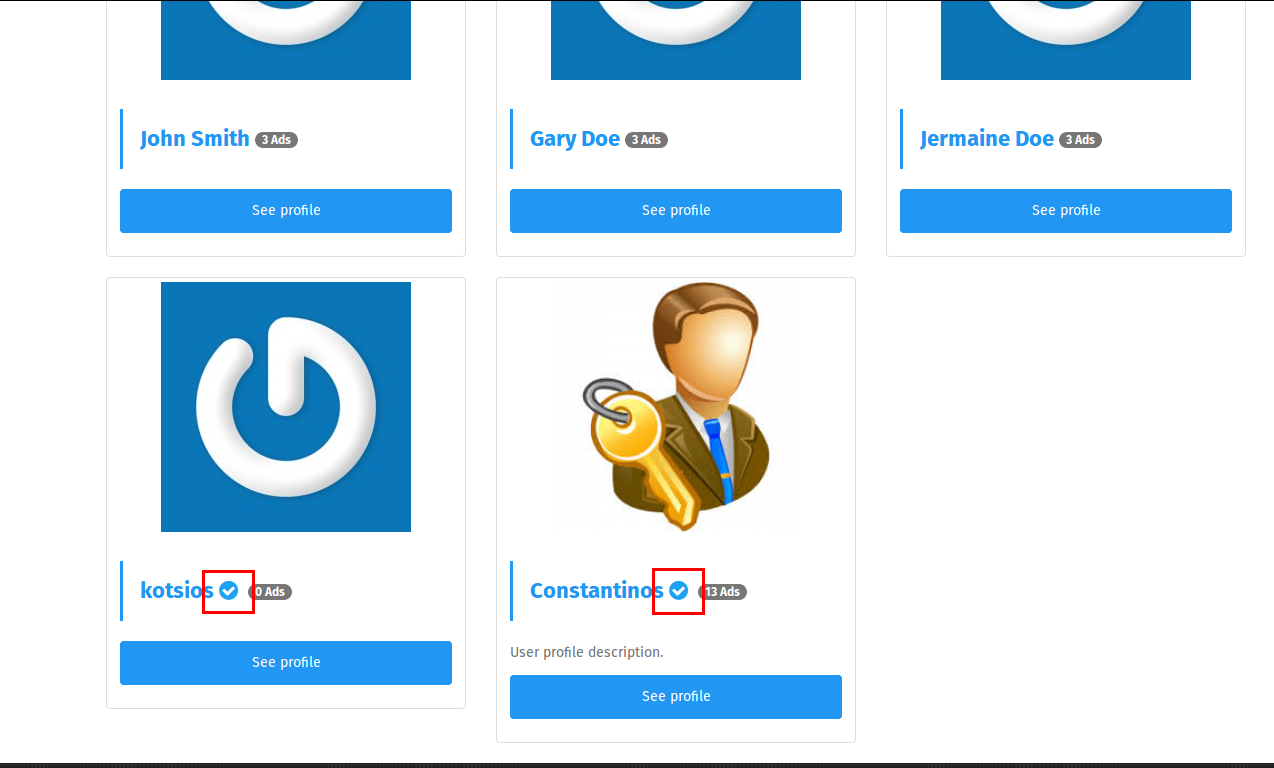 John Smith 3 Ads
See profile
Gary Doe 3 Ads
See profile
Jermaine Doe 3 Ads
See profile
kotsios 0 Ads
See profile
Constantinos 13 Ads
User profile description.
See profile